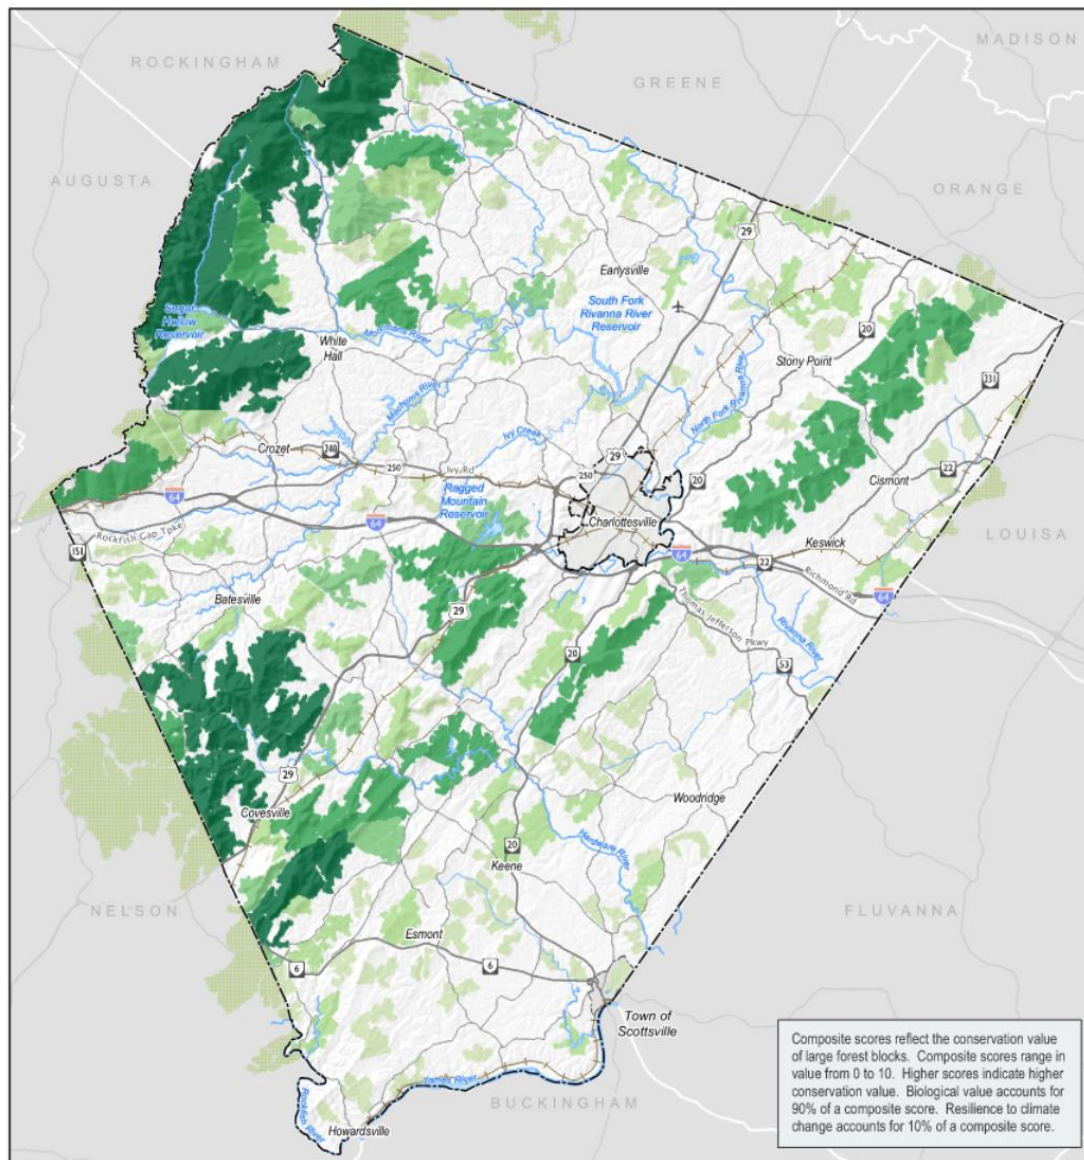 ROCKINGHAM
MADISON
GREENE
AUGUSTA
ORANGE
29
Earlysville
South Fork
Rivanna River
Reservoir
20
Sugar
Hollow
Reservoir
White
Hall
Moormans River
Stony Point
North Fork Rivanna River
231
Mechums River
Ivy Creek
Crozet
240
250
Ivy Rd
29
250
20
22
Cismont
64
Ragged
Mountain
Reservoir
64
Charlottesville
LOUISA
Rockfish Gap Tpke
151
64
22
Keswick
Richmond Rd
64
Batesville
29
Thomas Jefferson Pkwy
Rivanna River
20
53
29
Covesville
Woodridge
Hardware River
20
Keene
NELSON
FLUVANNA
Esmont
6
6
Town of
Scottsville
James River
BUCKINGHAM
Rockfish River
Howardsville
Composite scores reflect the conservation value
of large forest blocks. Composite scores range in
value from 0 to 10. Higher scores indicate higher
conservation value. Biological value accounts for
90% of a composite score. Resilience to climate
change accounts for 10% of a composite score.